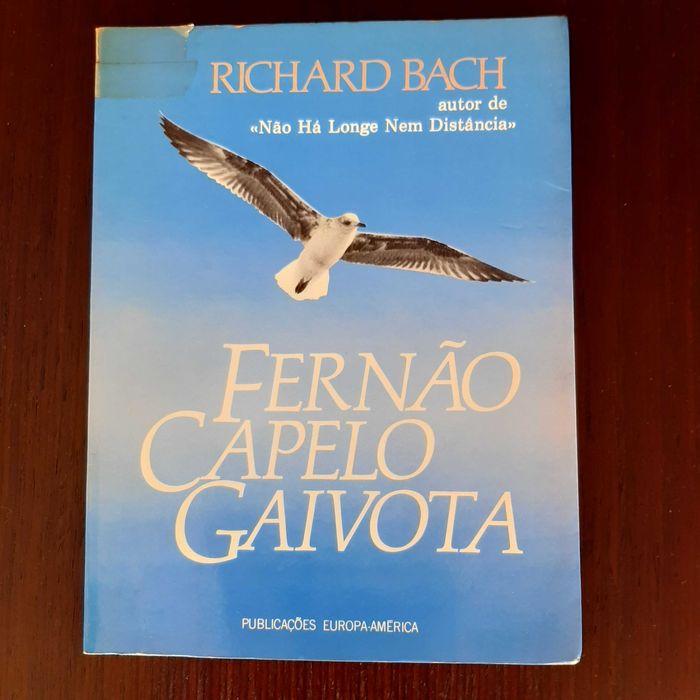 RICHARD BACH
autor de
«Não Há Longe Nem Distância»
FERNÃO
CAPELO
GAIVOTA
PUBLICAÇÕES EUROPA-AMÉRICA